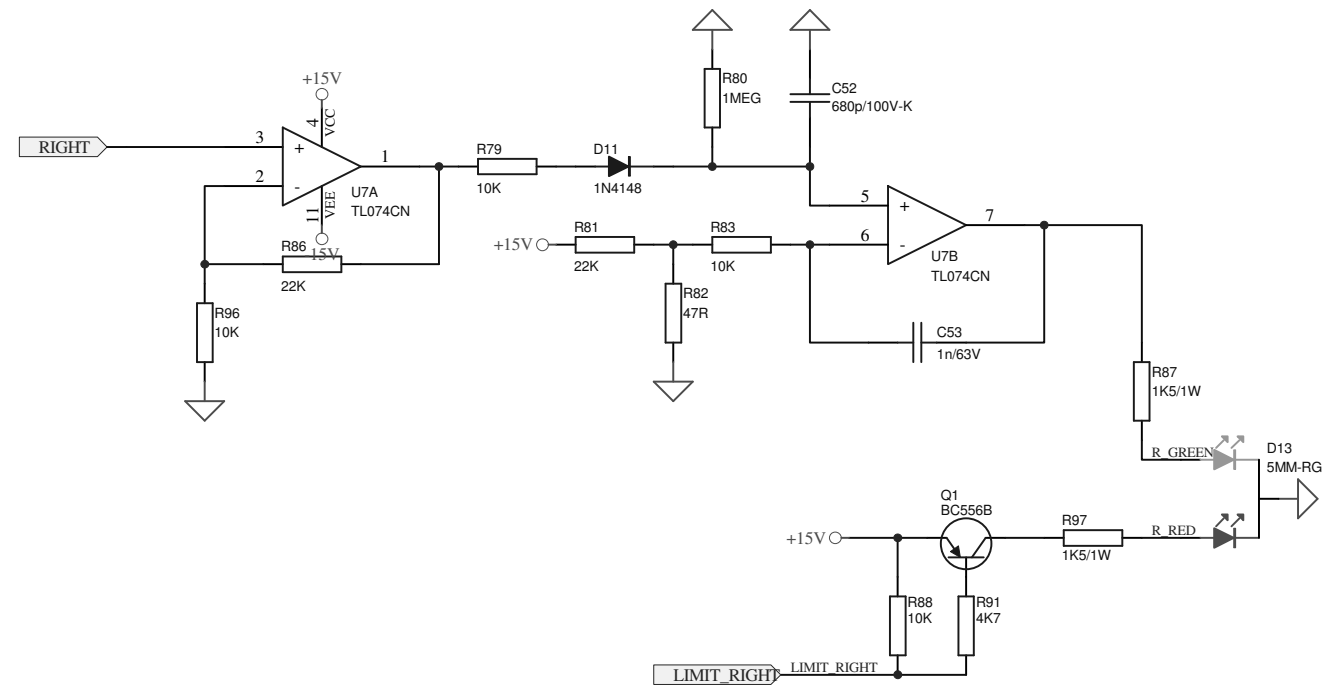 R80
1MEG
C52
680p/100V-K
+15V
4
VCC
RIGHT
3
+
1
2
-
U7A
TL074CN
11
VEE
-15V
R79
10K
D11
1N4148
R86
22K
R96
10K
+15V
R81
22K
R83
10K
R82
47R
5
+
6
-
7
U7B
TL074CN
C53
1n/63V
R87
1K5/1W
R_GREEN
D13
5MM-RG
Q1
BC556B
+15V
R97
1K5/1W
R_RED
R88
10K
R91
4K7
LIMIT_RIGHT
LIMIT_RIGHT